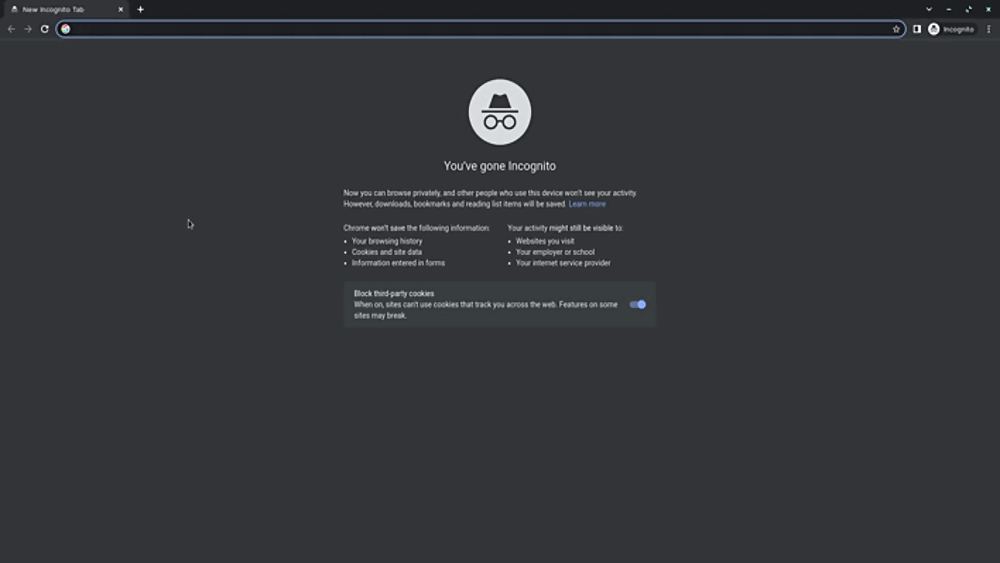 New Incognito Tab
Incognito
You've gone Incognito
Now you can browse privately, and other people who use this device won't see your activity.
However, downloads, bookmarks and reading list items will be saved. Learn more
Chrome won't save the following information:
• Your browsing history
• Cookies and site data
• Information entered in forms
Your activity might still be visible to:
• Websites you visit
• Your employer or school
• Your internet service provider
Block third-party cookies
When on, sites can't use cookies that track you across the web. Features on some
sites may break.